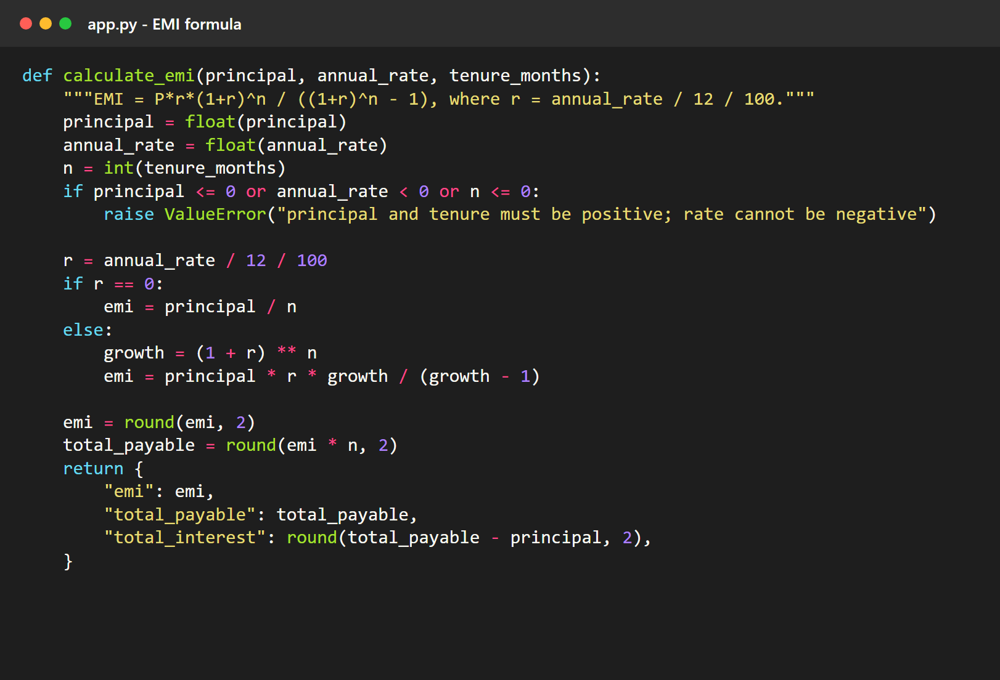 app.py - EMI formula
def calculate_emi(principal, annual_rate, tenure_months):
    """EMI = P*r*(1+r)^n / ((1+r)^n - 1), where r = annual_rate / 12 / 100."""
    principal = float(principal)
    annual_rate = float(annual_rate)
    n = int(tenure_months)
    if principal <= 0 or annual_rate < 0 or n <= 0:
        raise ValueError("principal and tenure must be positive; rate cannot be negative")

    r = annual_rate / 12 / 100
    if r == 0:
        emi = principal / n
    else:
        growth = (1 + r) ** n
        emi = principal * r * growth / (growth - 1)

    emi = round(emi, 2)
    total_payable = round(emi * n, 2)
    return {
        "emi": emi,
        "total_payable": total_payable,
        "total_interest": round(total_payable - principal, 2),
    }